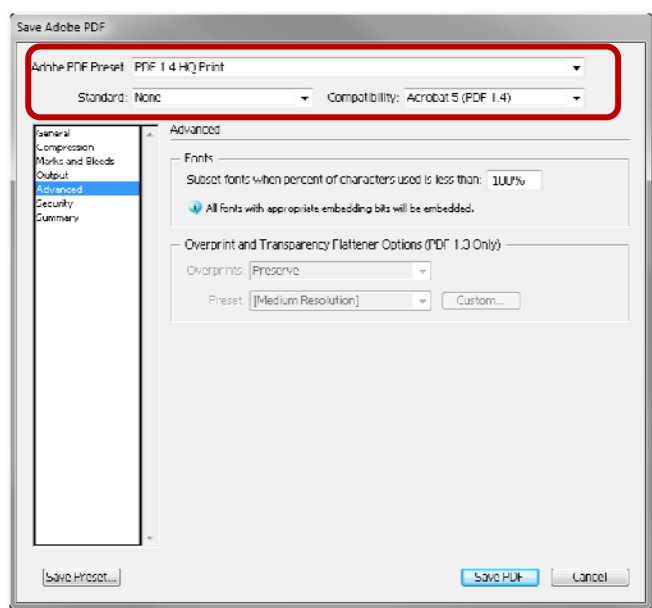 Save Adobe PDF
Adobe PDF Preset PDF 1.4 HQ Print
Standard: None Compatibility: Acrobat 5 (PDF 1.4)
General
Compression
Marks and Bleeds
Output
Advanced
Security
Summary
Advanced
Fonts
Subset fonts when percent of characters used is less than: 100%
All fonts with appropriate embedding bits will be embedded.
Overprint and Transparency Flattener Options (PDF 1.3 Only)
Overprints: Preserve
Preset: [Medium Resolution] Custom...
Save Preset... Save PDF Cancel